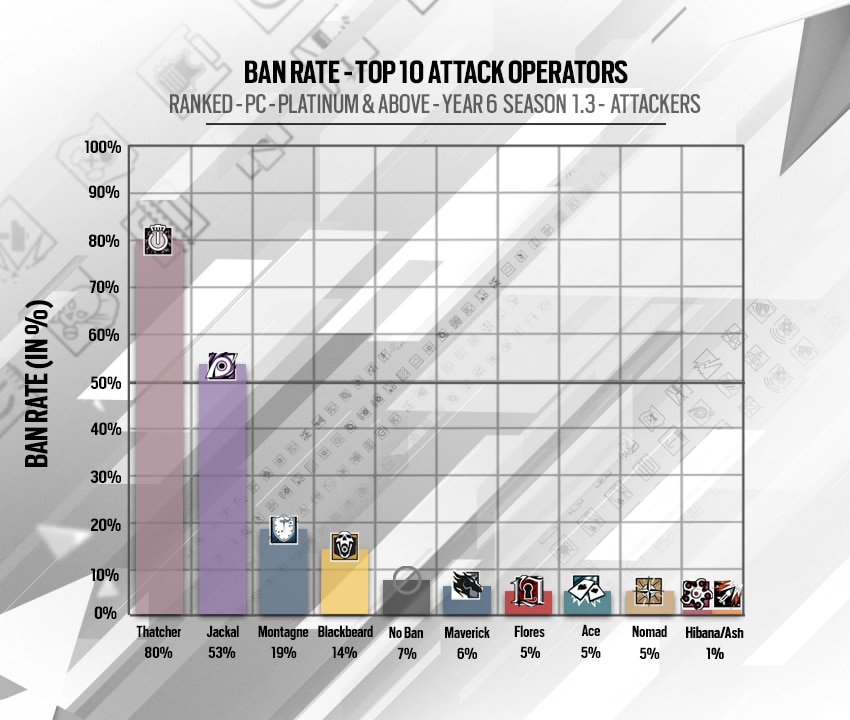 BAN RATE - TOP 10 ATTACK OPERATORS
RANKED - PC - PLATINUM & ABOVE - YEAR 6 SEASON 1.3 - ATTACKERS
BAN RATE (IN %)
100%
90%
80%
70%
60%
50%
40%
30%
20%
10%
0%
Thatcher Jackal Montagne Blackbeard No Ban Maverick Flores Ace Nomad Hibana/Ash
80% 53% 19% 14% 7% 6% 5% 5% 5% 1%